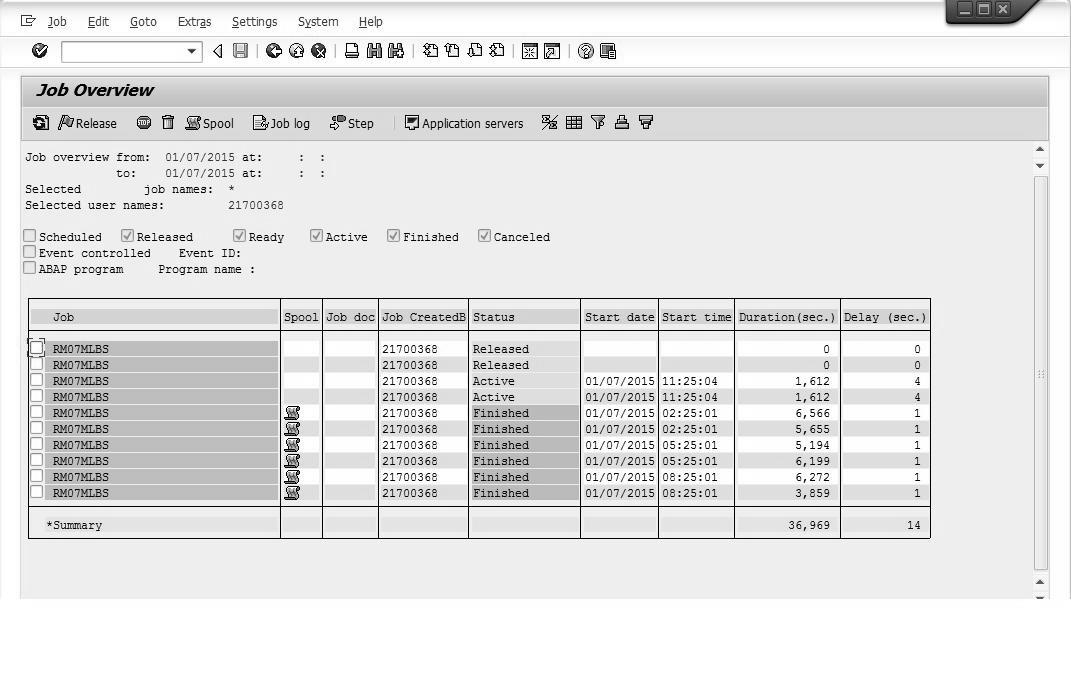 Job Edit Goto Extras Settings System Help
Job Overview
Release Spool Job log Step Application servers
Job overview from: 01/07/2015 at: : :
to: 01/07/2015 at: : :
Selected job names: *
Selected user names: 21700368
Scheduled Released Ready Active Finished Canceled
Event controlled Event ID:
ABAP program Program name :
Job Spool Job doc Job CreatedB Status Start date Start time Duration(sec.) Delay (sec.)
RM07MLBS 21700368 Released 0 0
RM07MLBS 21700368 Released 0 0
RM07MLBS 21700368 Active 01/07/2015 11:25:04 1,612 4
RM07MLBS 21700368 Active 01/07/2015 11:25:04 1,612 4
RM07MLBS 21700368 Finished 01/07/2015 02:25:01 6,566 1
RM07MLBS 21700368 Finished 01/07/2015 02:25:01 5,655 1
RM07MLBS 21700368 Finished 01/07/2015 05:25:01 5,194 1
RM07MLBS 21700368 Finished 01/07/2015 05:25:01 6,199 1
RM07MLBS 21700368 Finished 01/07/2015 08:25:01 6,272 1
RM07MLBS 21700368 Finished 01/07/2015 08:25:01 3,859 1
*Summary 36,969 14